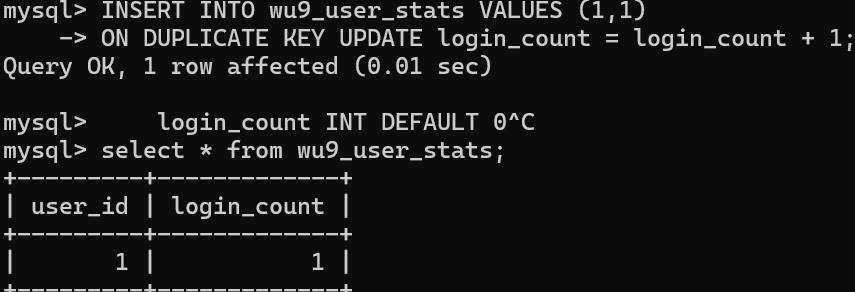 mysql> INSERT INTO wu9_user_stats VALUES (1,1)
    -> ON DUPLICATE KEY UPDATE login_count = login_count + 1;
Query OK, 1 row affected (0.01 sec)

mysql>     login_count INT DEFAULT 0^C
mysql> select * from wu9_user_stats;
+---------+-------------+
| user_id | login_count |
+---------+-------------+
|       1 |           1 |
+---------+-------------+